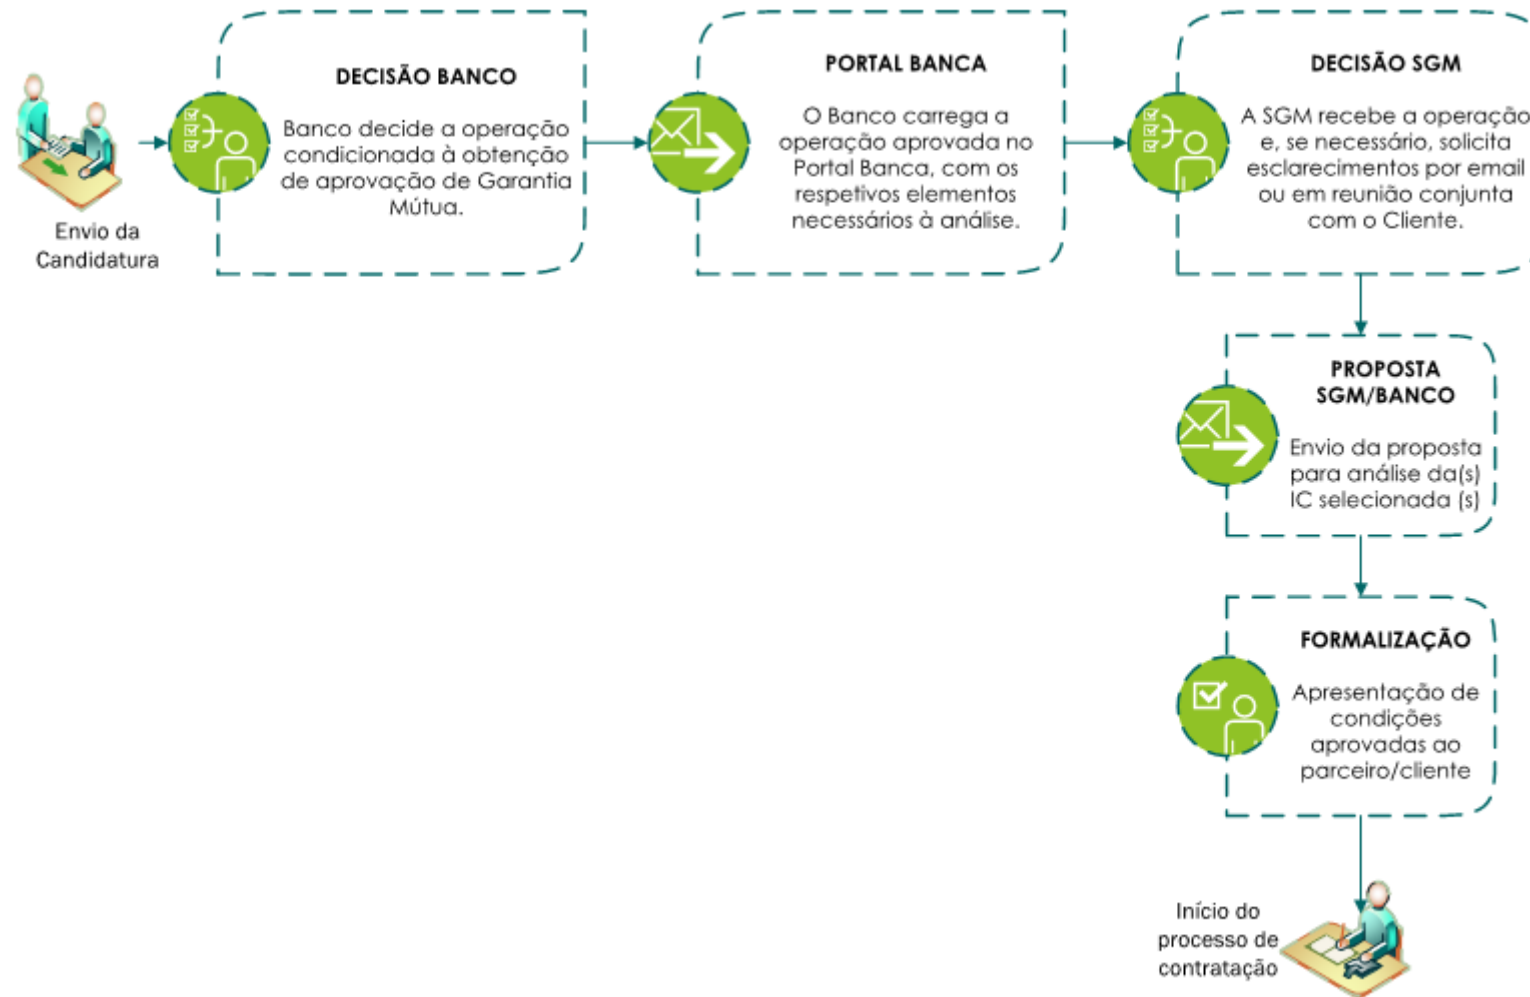 Envio da
Candidatura
DECISÃO BANCO
Banco decide a operação
condicionada à obtenção
de aprovação de Garantia
Mútua.
PORTAL BANCA
O Banco carrega a
operação aprovada no
Portal Banca, com os
respetivos elementos
necessários à análise.
DECISÃO SGM
A SGM recebe a operação
e, se necessário, solicita
esclarecimentos por email
ou em reunião conjunta
com o Cliente.
PROPOSTA
SGM/BANCO
Envio da proposta
para análise da(s)
IC selecionada (s)
FORMALIZAÇÃO
Apresentação de
condições
aprovadas ao
parceiro/cliente
Início do
processo de
contratação